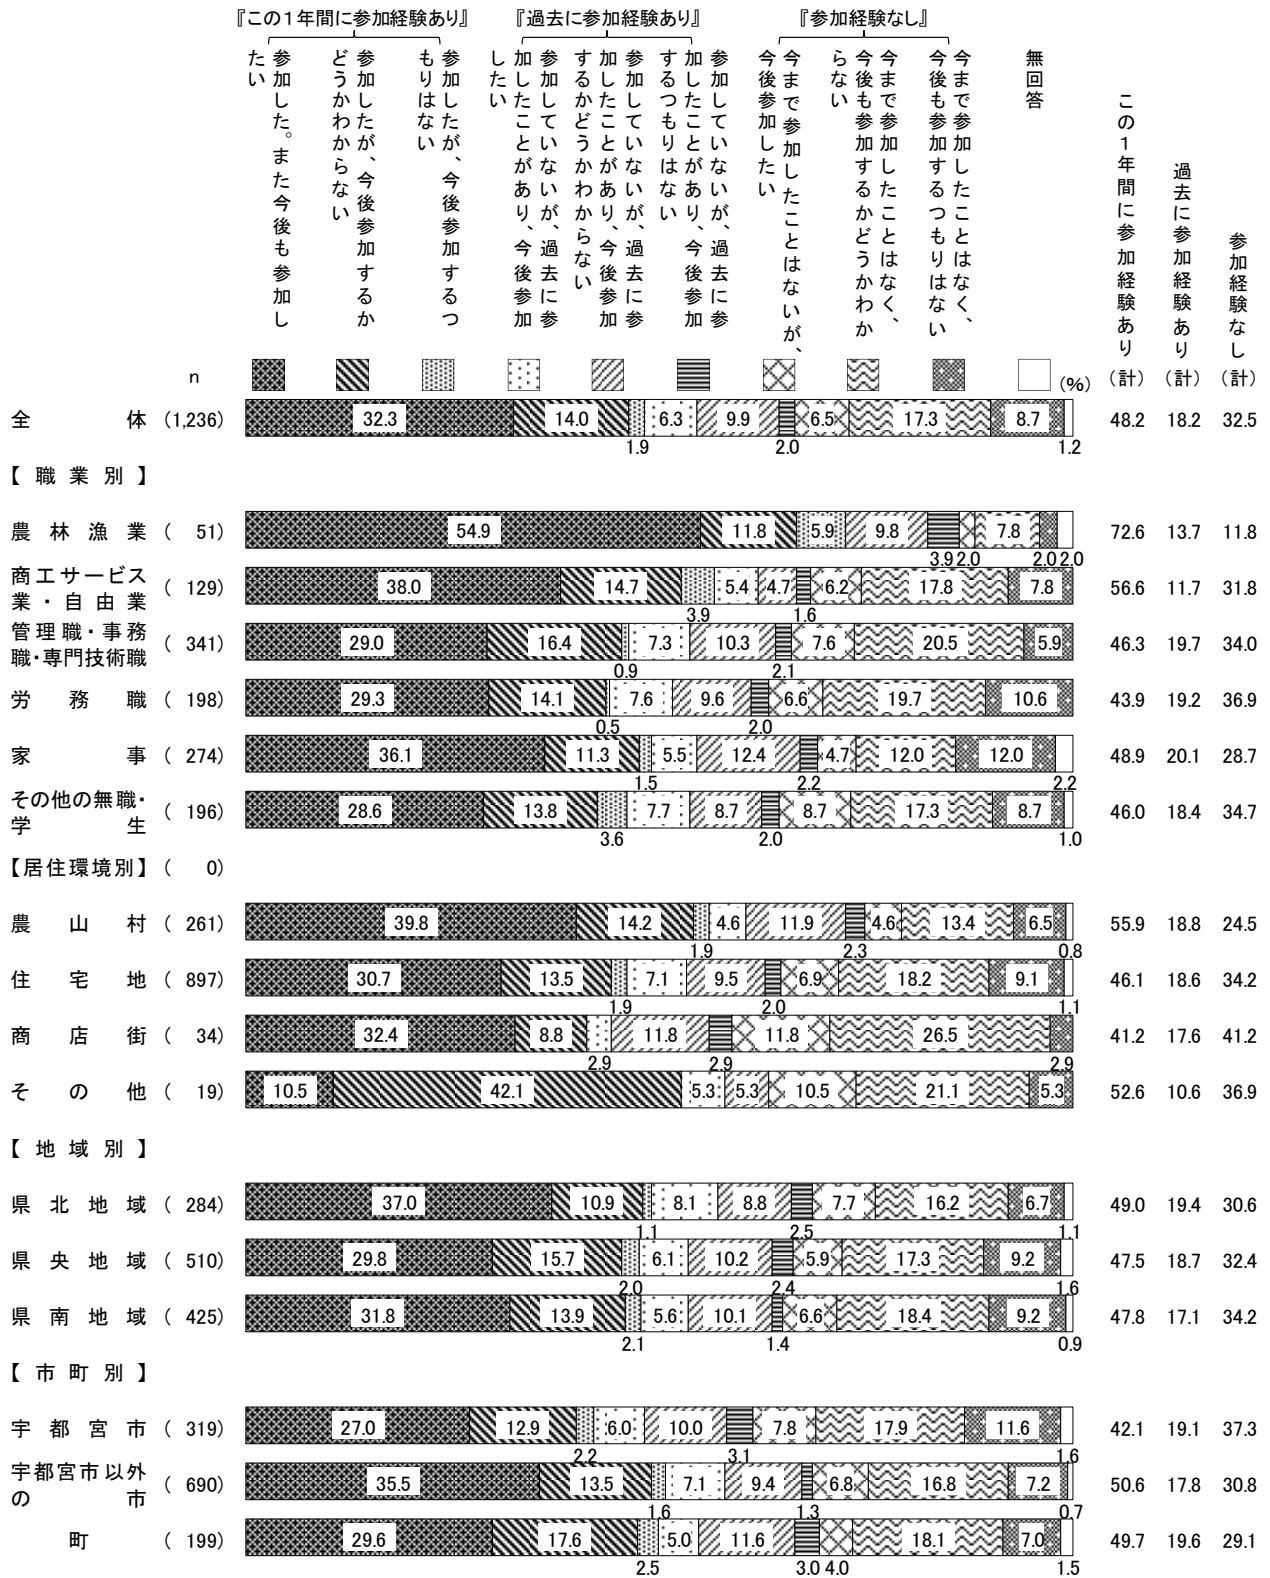 『この１年間に参加経験あり』 『過去に参加経験あり』 『参加経験なし』
参加した。また今後も参加し
たい
参加したが、今後参加するか
どうかわからない
参加したが、今後参加するつ
もりはない
参加していないが、過去に参
加したことがあり、今後参加
したい
参加していないが、過去に参
加したことがあり、今後参加
するかどうかわからない
参加していないが、過去に参
加したことがあり、今後参加
するつもりはない
今まで参加したことはないが、
今後参加したい
今まで参加したことはなく、
今後も参加するかどうかわか
らない
今まで参加したことはなく、
今後も参加するつもりはない
無回答
この１年間に参加経験あり
過去に参加経験あり
参加経験なし
n (%) (計) (計) (計)
全体 (1,236) 32.3 14.0 1.9 6.3 9.9 2.0 6.5 17.3 8.7 1.2 48.2 18.2 32.5
【職業別】
農林漁業 ( 51) 54.9 11.8 5.9 9.8 3.9 2.0 7.8 2.0 2.0 72.6 13.7 11.8
商工サービス
業・自由業 ( 129) 38.0 14.7 3.9 5.4 4.7 1.6 6.2 17.8 7.8 56.6 11.7 31.8
管理職・事務
職・専門技術職 ( 341) 29.0 16.4 0.9 7.3 10.3 2.1 7.6 20.5 5.9 46.3 19.7 34.0
労務職 ( 198) 29.3 14.1 0.5 7.6 9.6 2.0 6.6 19.7 10.6 43.9 19.2 36.9
家事 ( 274) 36.1 11.3 1.5 5.5 12.4 2.2 4.7 12.0 12.0 2.2 48.9 20.1 28.7
その他の無職・
学生 ( 196) 28.6 13.8 3.6 7.7 8.7 2.0 8.7 17.3 8.7 1.0 46.0 18.4 34.7
【居住環境別】 ( 0)
農山村 ( 261) 39.8 14.2 1.9 4.6 11.9 2.3 4.6 13.4 6.5 0.8 55.9 18.8 24.5
住宅地 ( 897) 30.7 13.5 1.9 7.1 9.5 2.0 6.9 18.2 9.1 1.1 46.1 18.6 34.2
商店街 ( 34) 32.4 8.8 2.9 11.8 2.9 11.8 26.5 2.9 41.2 17.6 41.2
その他 ( 19) 10.5 42.1 5.3 5.3 10.5 21.1 5.3 52.6 10.6 36.9
【地域別】
県北地域 ( 284) 37.0 10.9 1.1 8.1 8.8 2.5 7.7 16.2 6.7 1.1 49.0 19.4 30.6
県央地域 ( 510) 29.8 15.7 2.0 6.1 10.2 2.4 5.9 17.3 9.2 1.6 47.5 18.7 32.4
県南地域 ( 425) 31.8 13.9 2.1 5.6 10.1 1.4 6.6 18.4 9.2 0.9 47.8 17.1 34.2
【市町別】
宇都宮市 ( 319) 27.0 12.9 2.2 6.0 10.0 3.1 7.8 17.9 11.6 1.6 42.1 19.1 37.3
宇都宮市以外
の市 ( 690) 35.5 13.5 1.6 7.1 9.4 1.3 6.8 16.8 7.2 0.7 50.6 17.8 30.8
町 ( 199) 29.6 17.6 2.5 5.0 11.6 3.0 4.0 18.1 7.0 1.5 49.7 19.6 29.1